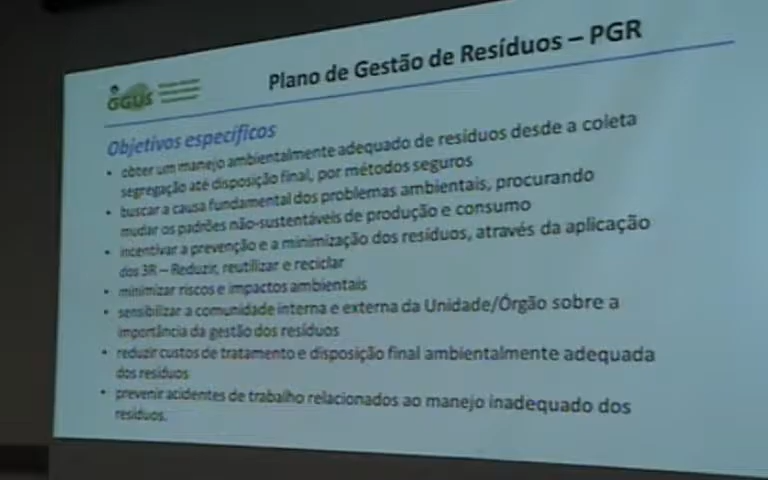 GGUS
Plano de Gestão de Resíduos – PGR
Objetivos específicos
• obter um manejo ambientalmente adequado de resíduos desde a coleta
segregação até disposição final, por métodos seguros
• buscar a causa fundamental dos problemas ambientais, procurando
mudar os padrões não-sustentáveis de produção e consumo
• incentivar a prevenção e a minimização dos resíduos, através da aplicação
dos 3R – Reduzir, reutilizar e reciclar
• minimizar riscos e impactos ambientais
• sensibilizar a comunidade interna e externa da Unidade/Órgão sobre a
importância da gestão dos resíduos
• reduzir custos de tratamento e disposição final ambientalmente adequada
dos resíduos
• prevenir acidentes de trabalho relacionados ao manejo inadequado dos
resíduos.